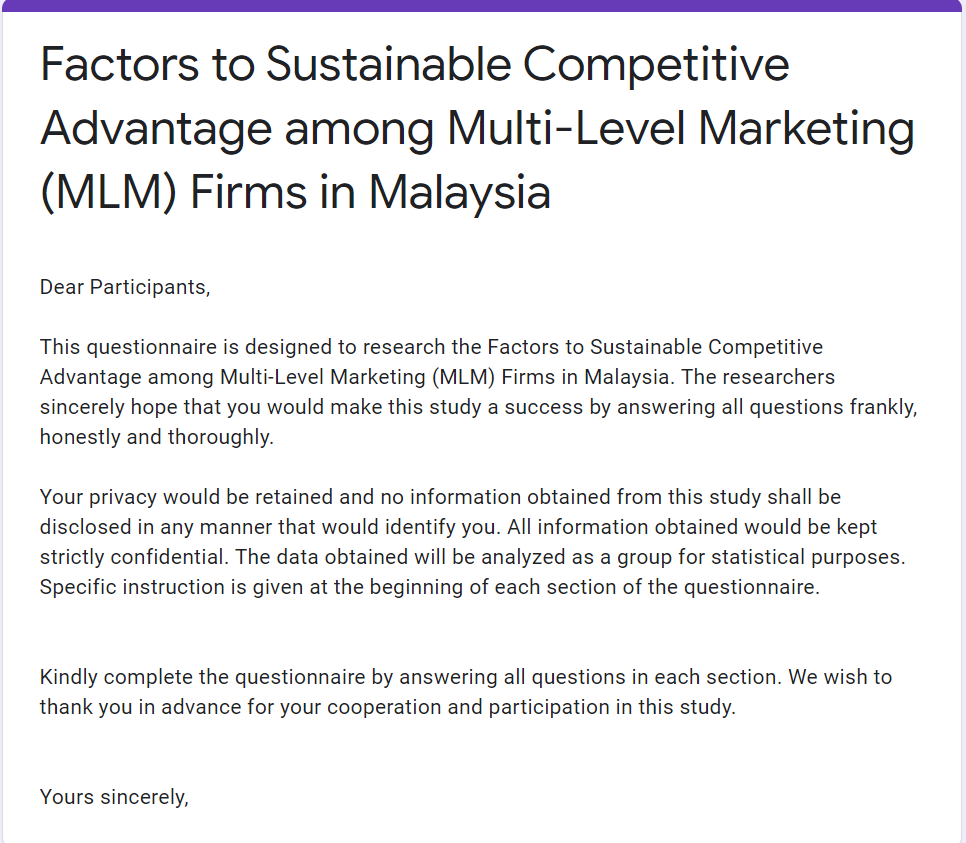 Factors to Sustainable Competitive
Advantage among Multi-Level Marketing
(MLM) Firms in Malaysia
Dear Participants,
This questionnaire is designed to research the Factors to Sustainable Competitive
Advantage among Multi-Level Marketing (MLM) Firms in Malaysia. The researchers
sincerely hope that you would make this study a success by answering all questions frankly,
honestly and thoroughly.
Your privacy would be retained and no information obtained from this study shall be
disclosed in any manner that would identify you. All information obtained would be kept
strictly confidential. The data obtained will be analyzed as a group for statistical purposes.
Specific instruction is given at the beginning of each section of the questionnaire.
Kindly complete the questionnaire by answering all questions in each section. We wish to
thank you in advance for your cooperation and participation in this study.
Yours sincerely,